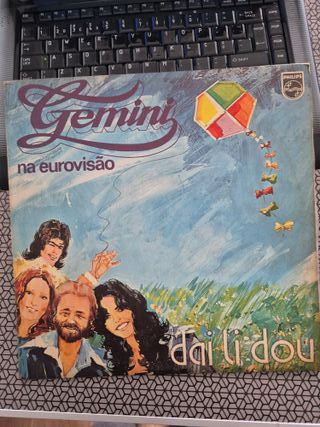 Gemini
PHILIPS
na eurovisão
dai li dou